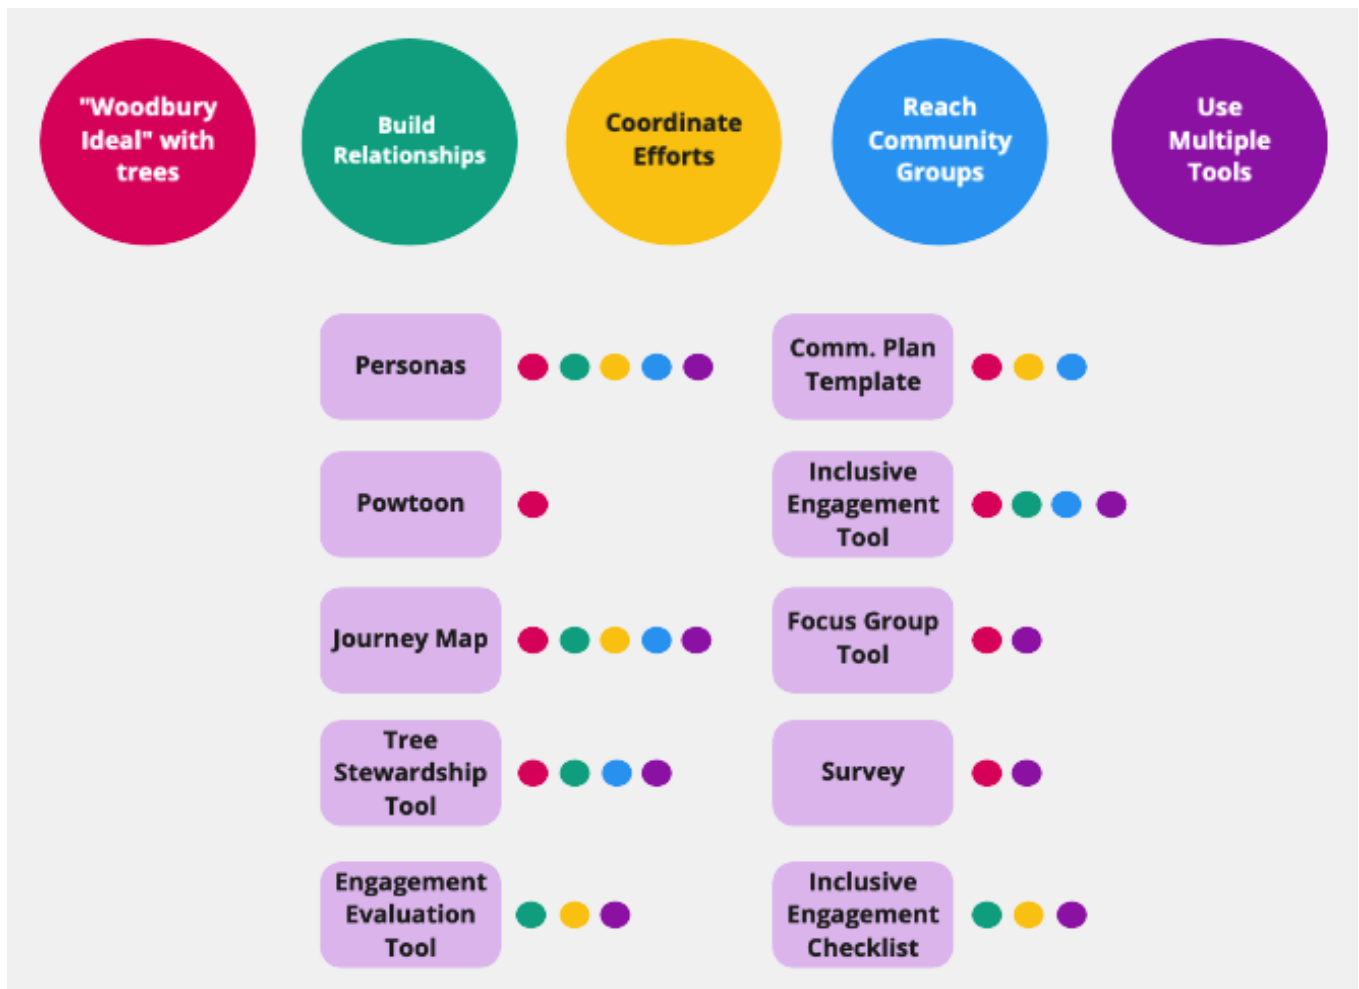 "Woodbury
Ideal" with
trees
Build
Relationships
Coordinate
Efforts
Reach
Community
Groups
Use
Multiple
Tools
Personas
Comm. Plan
Template
Powtoon
Inclusive
Engagement
Tool
Journey Map
Focus Group
Tool
Tree
Stewardship
Tool
Survey
Engagement
Evaluation
Tool
Inclusive
Engagement
Checklist